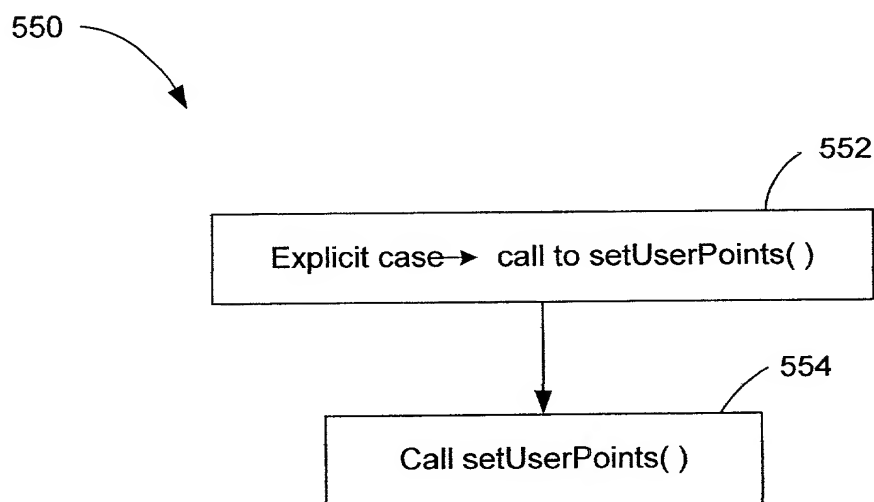 550
552
Explicit case→ call to setUserPoints( )
554
Call setUserPoints( )